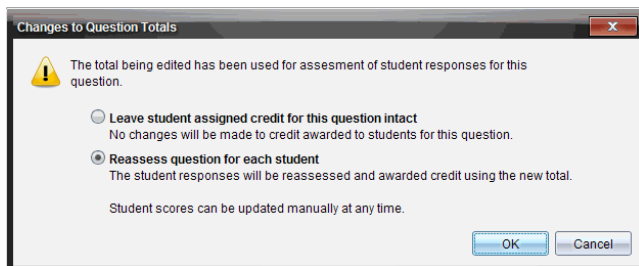 Changes to Question Totals
The total being edited has been used for assesment of student responses for this
question.
Leave student assigned credit for this question intact
No changes will be made to credit awarded to students for this question.
Reassess question for each student
The student responses will be reassessed and awarded credit using the new total.
Student scores can be updated manually at any time.
OK Cancel